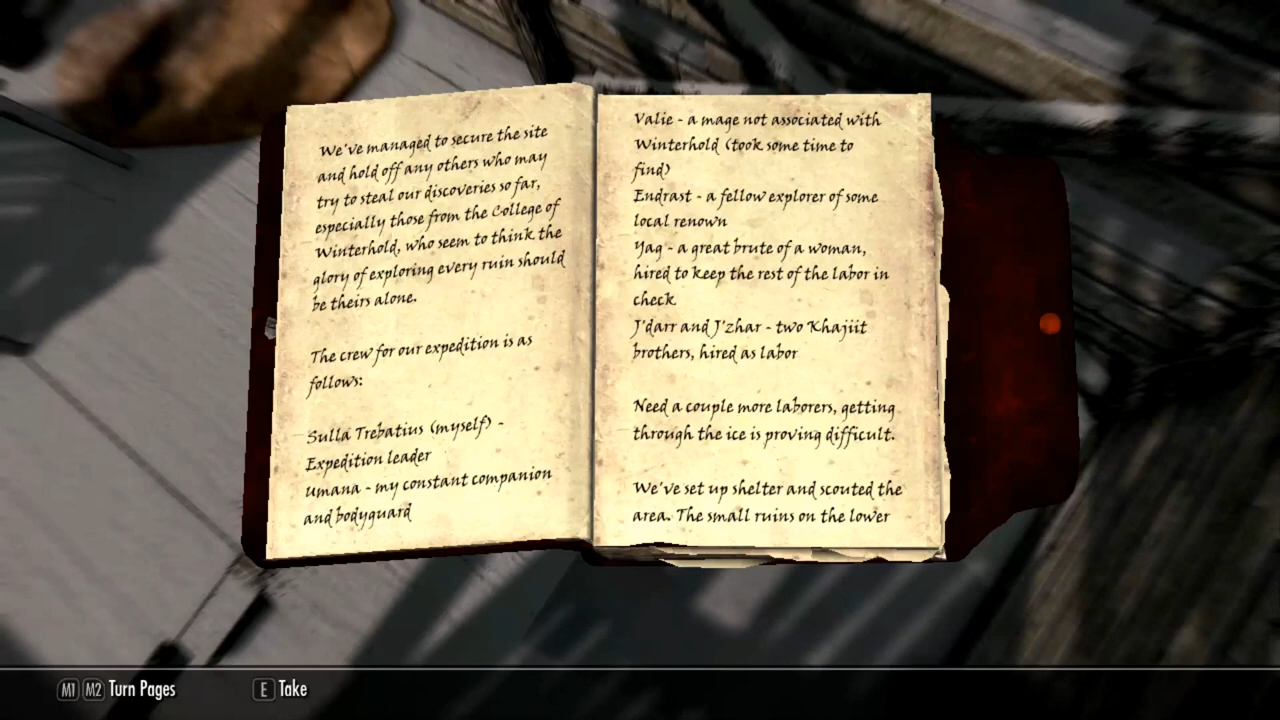 We've managed to secure the site
and hold off any others who may
try to steal our discoveries so far,
especially those from the College of
Winterhold, who seem to think the
glory of exploring every ruin should
be theirs alone.
The crew for our expedition is as
follows:
Sulla Trebatius (myself) -
Expedition leader
Umana - my constant companion
and bodyguard
Valie - a mage not associated with
Winterhold (took some time to
find)
Endrast - a fellow explorer of some
local renown
Yag - a great brute of a woman,
hired to keep the rest of the labor in
check
J'darr and J'zhar - two Khajiit
brothers, hired as labor
Need a couple more laborers, getting
through the ice is proving difficult.
We've set up shelter and scouted the
area. The small ruins on the lower
M1 M2 Turn Pages
E Take